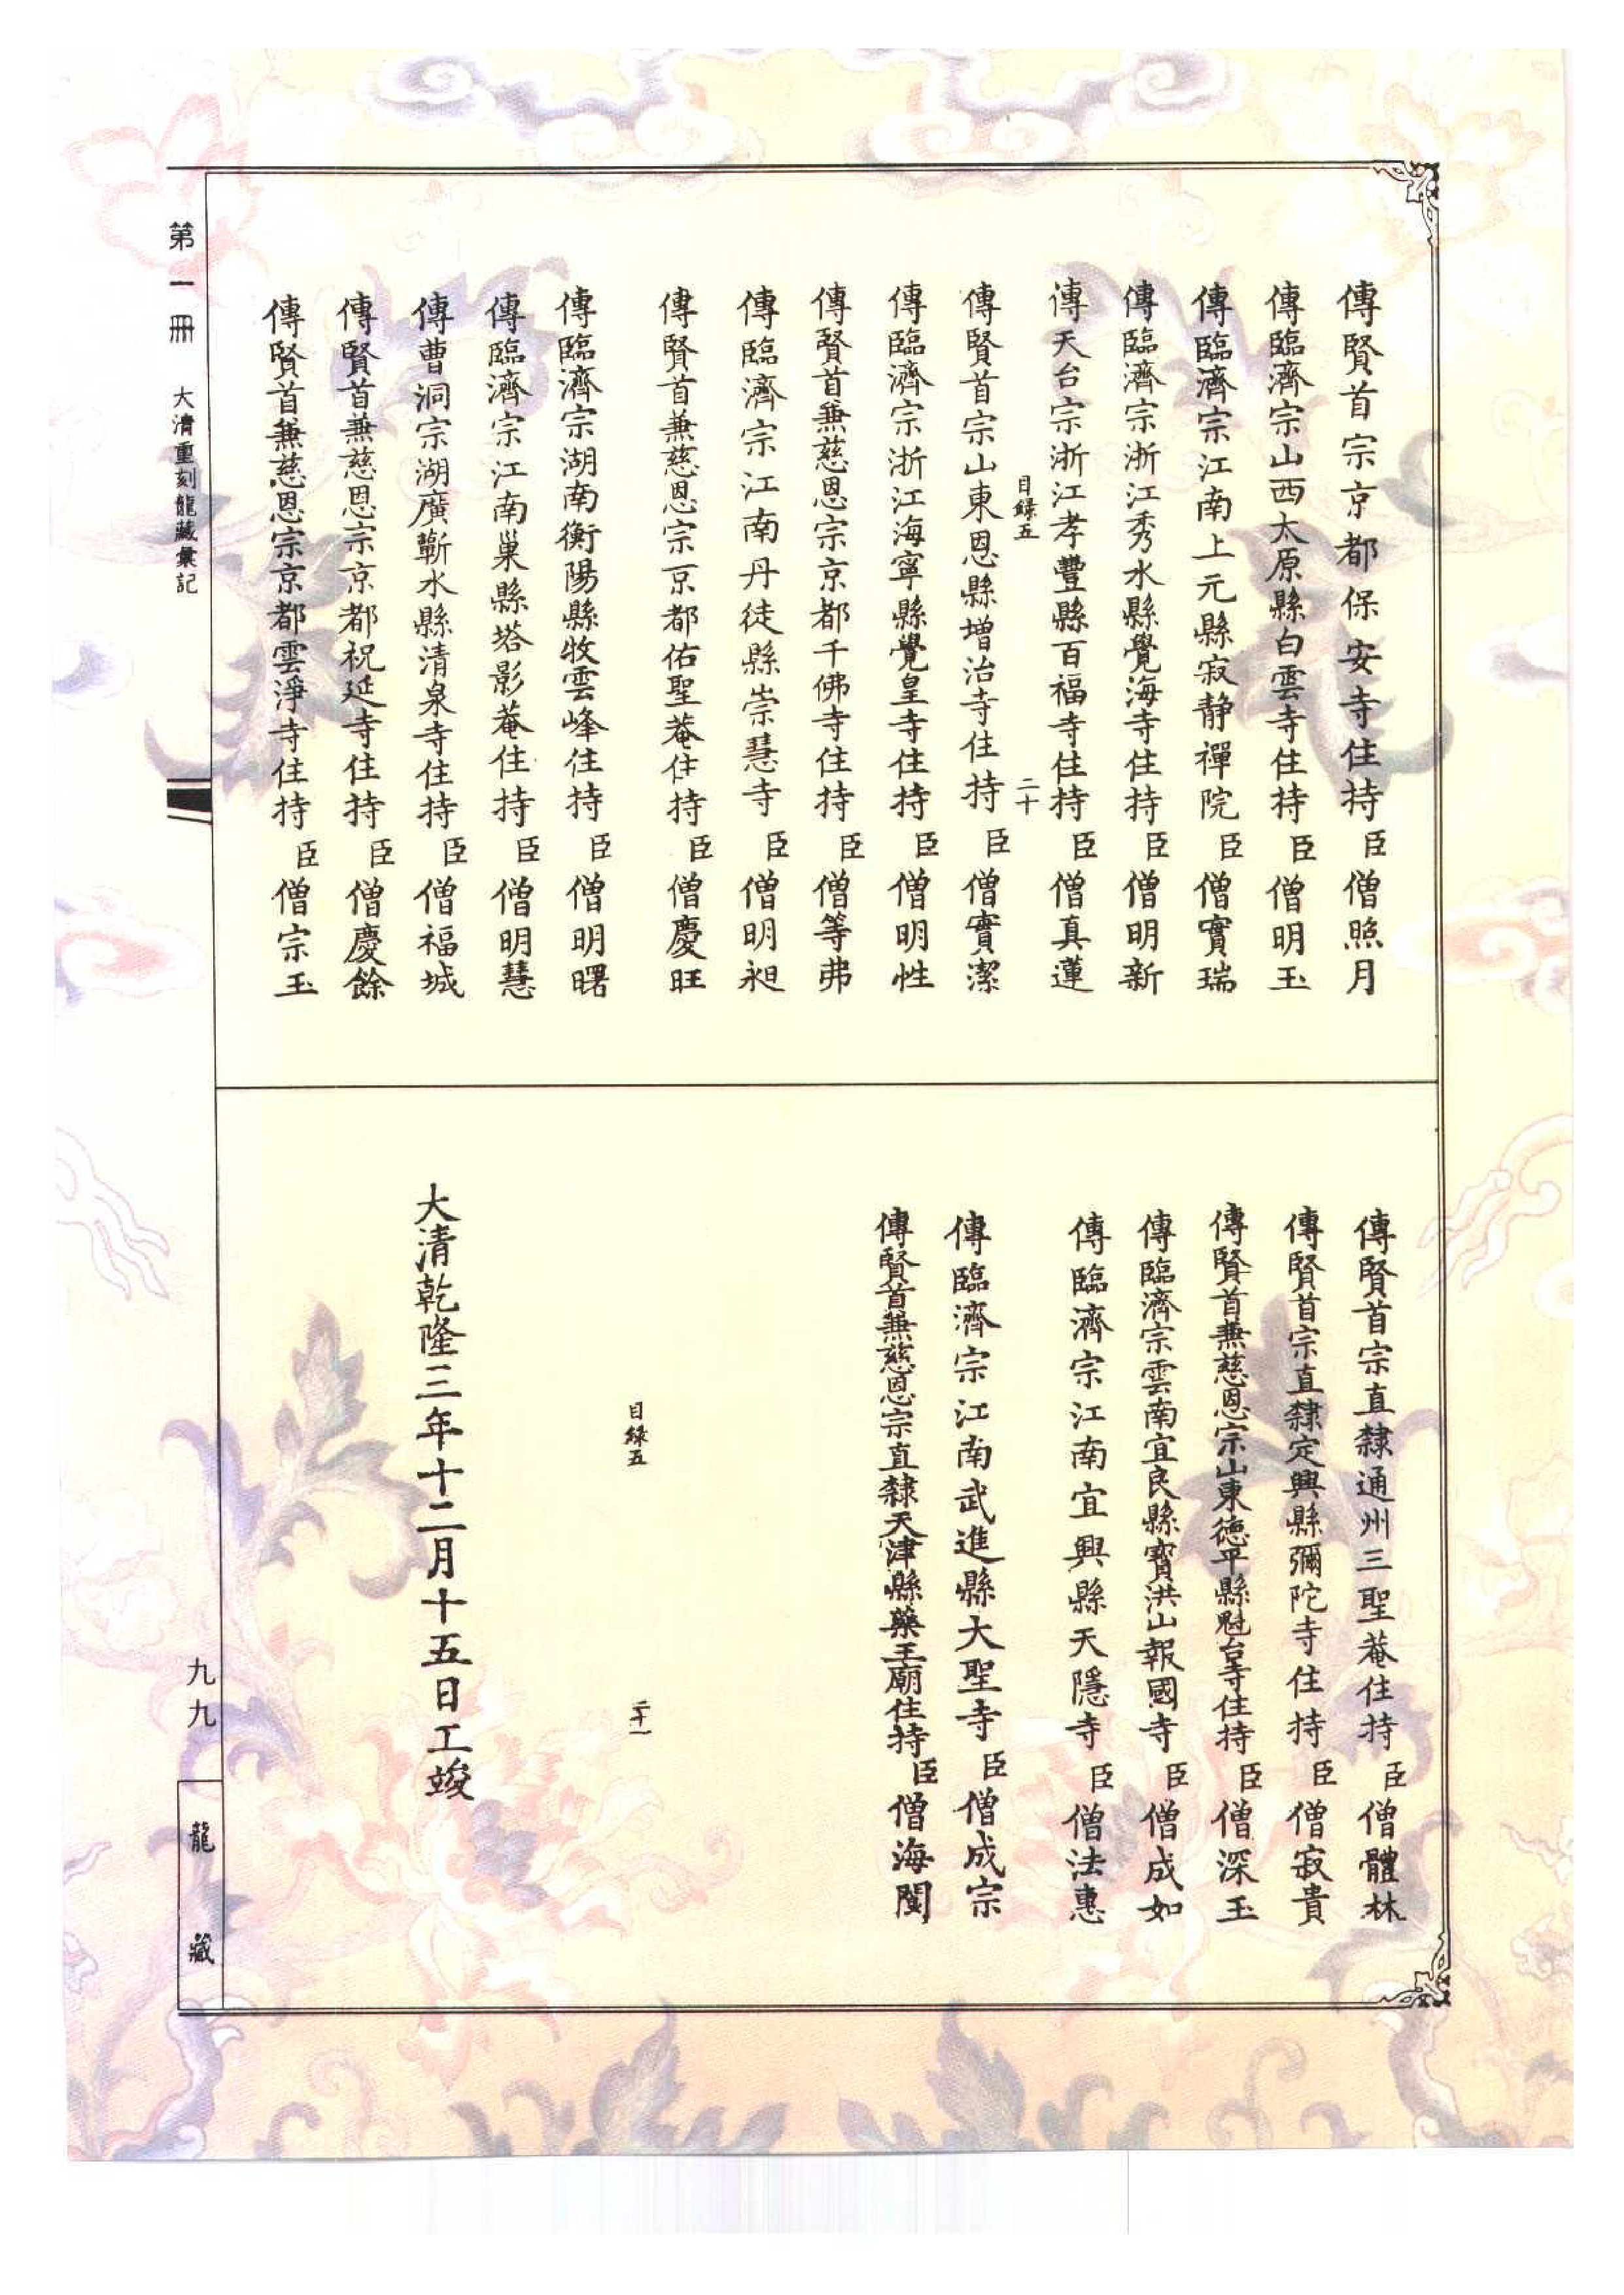 傳賢首宗京都保安寺住持臣僧照月
傳臨濟宗山西太原縣白雲寺住持臣僧明玉
傳臨濟宗江南上元縣寂靜禪院臣僧實瑞
傳臨濟宗浙江秀水縣覺海寺住持臣僧明新
傳天台宗浙江孝豐縣百福寺住持臣僧真蓮
目錄五 二十
傳賢首宗山東恩縣增治寺住持臣僧實潔
傳臨濟宗浙江海寧縣覺皇寺住持臣僧明性
傳賢首兼慈恩宗京都千佛寺住持臣僧等弗
傳臨濟宗江南丹徒縣崇慧寺臣僧明昶
傳賢首兼慈恩宗京都佑聖菴住持臣僧慶旺
傳臨濟宗湖南衡陽縣牧雲峰住持臣僧明曙
傳臨濟宗江南巢縣塔影菴住持臣僧明慧
傳曹洞宗湖廣蘄水縣清泉寺住持臣僧福城
傳賢首兼慈恩宗京都祝延寺住持臣僧慶餘
傳賢首兼慈恩宗京都雲淨寺住持臣僧宗玉
傳賢首宗直隸通州三聖菴住持臣僧體林
傳賢首宗直隸定興縣彌陀寺住持臣僧寂貴
傳賢首兼慈恩宗山東德平縣魁台寺住持臣僧深玉
傳臨濟宗雲南宜良縣寶洪山報國寺臣僧成如
傳臨濟宗江南宜興縣天隱寺臣僧法惠
傳臨濟宗江南武進縣大聖寺臣僧成宗
傳賢首兼慈恩宗直隸天津縣藥王廟住持臣僧海闊
目錄五 二十一
大清乾隆三年十二月十五日工竣
第一冊 大清重刻龍藏彙記
九九
龍藏